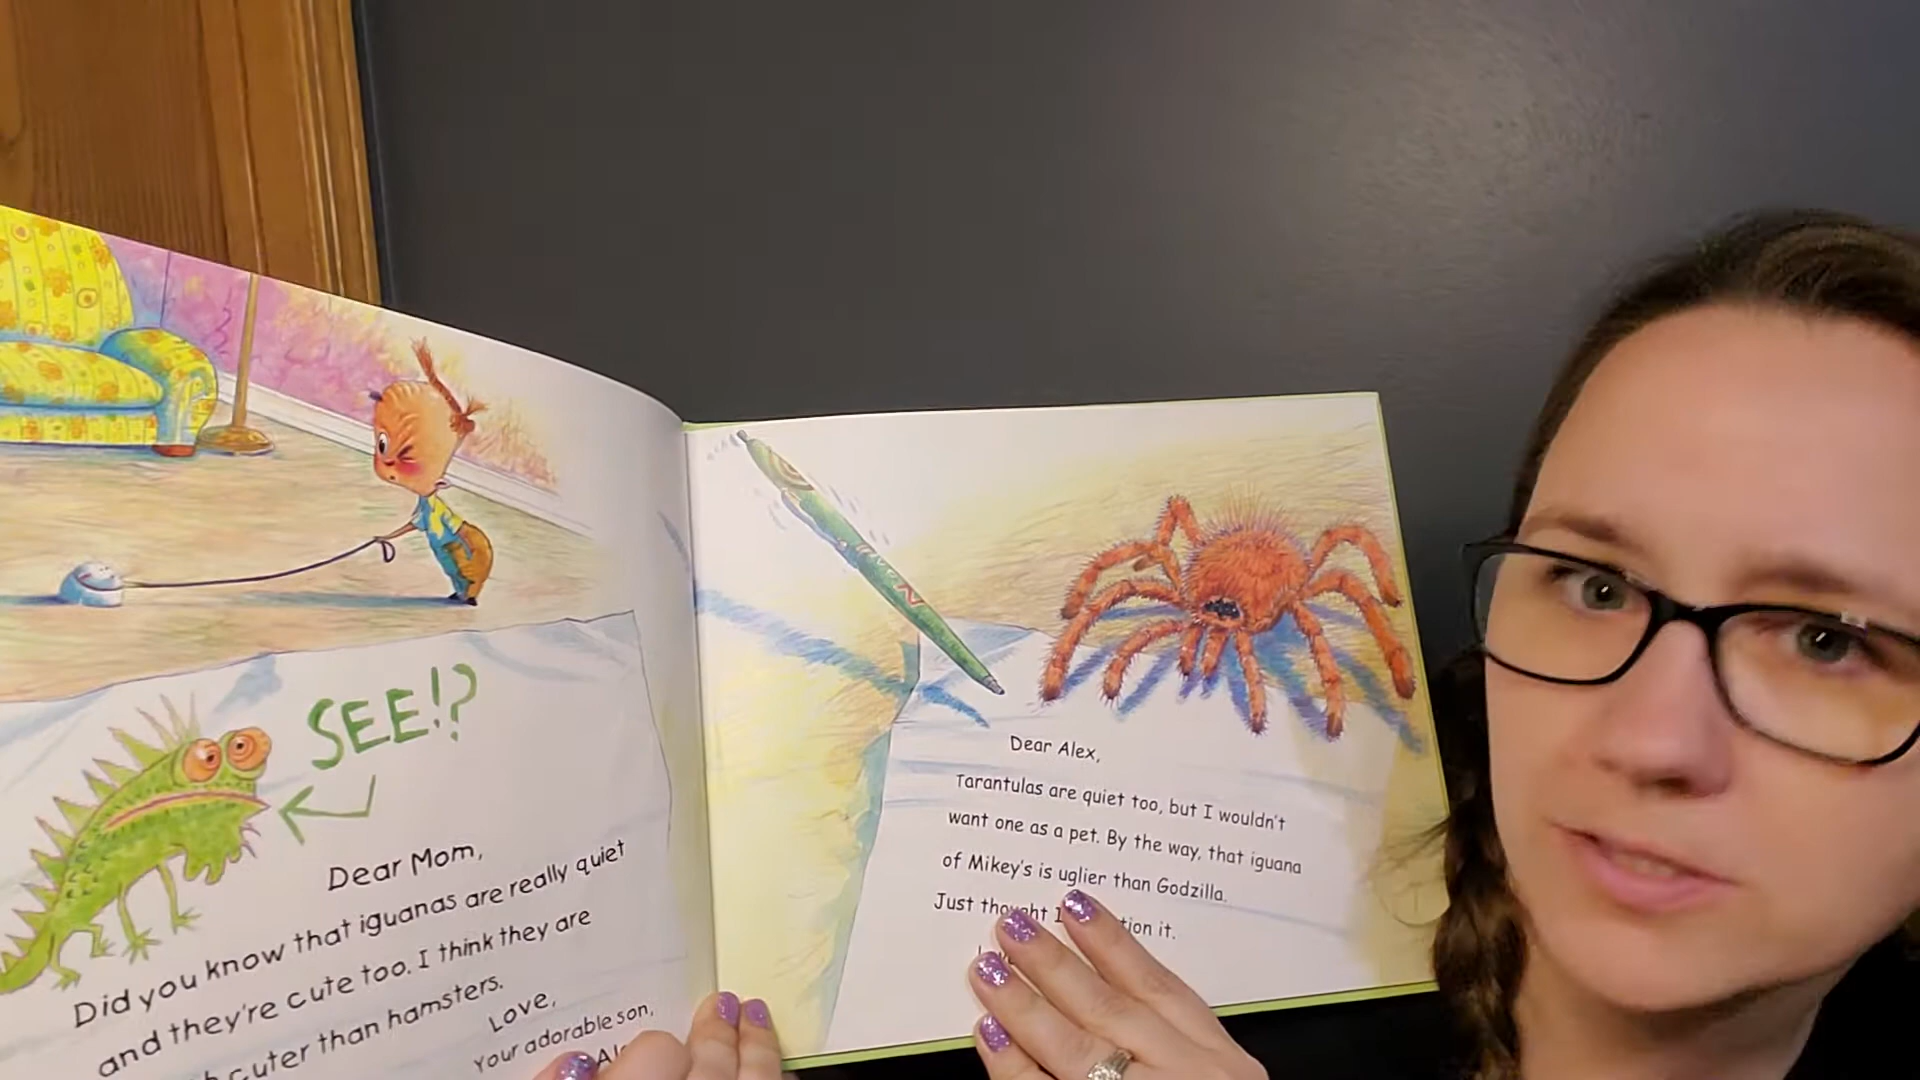 SEE!?
Dear Mom,
Did you know that iguanas are really quiet
and they're cute too. I think they are
cuter than hamsters.
Love,
your adorable son,
Dear Alex,
Tarantulas are quiet too, but I wouldn't
want one as a pet. By the way, that iguana
of Mikey's is uglier than Godzilla.
Just thought I it.